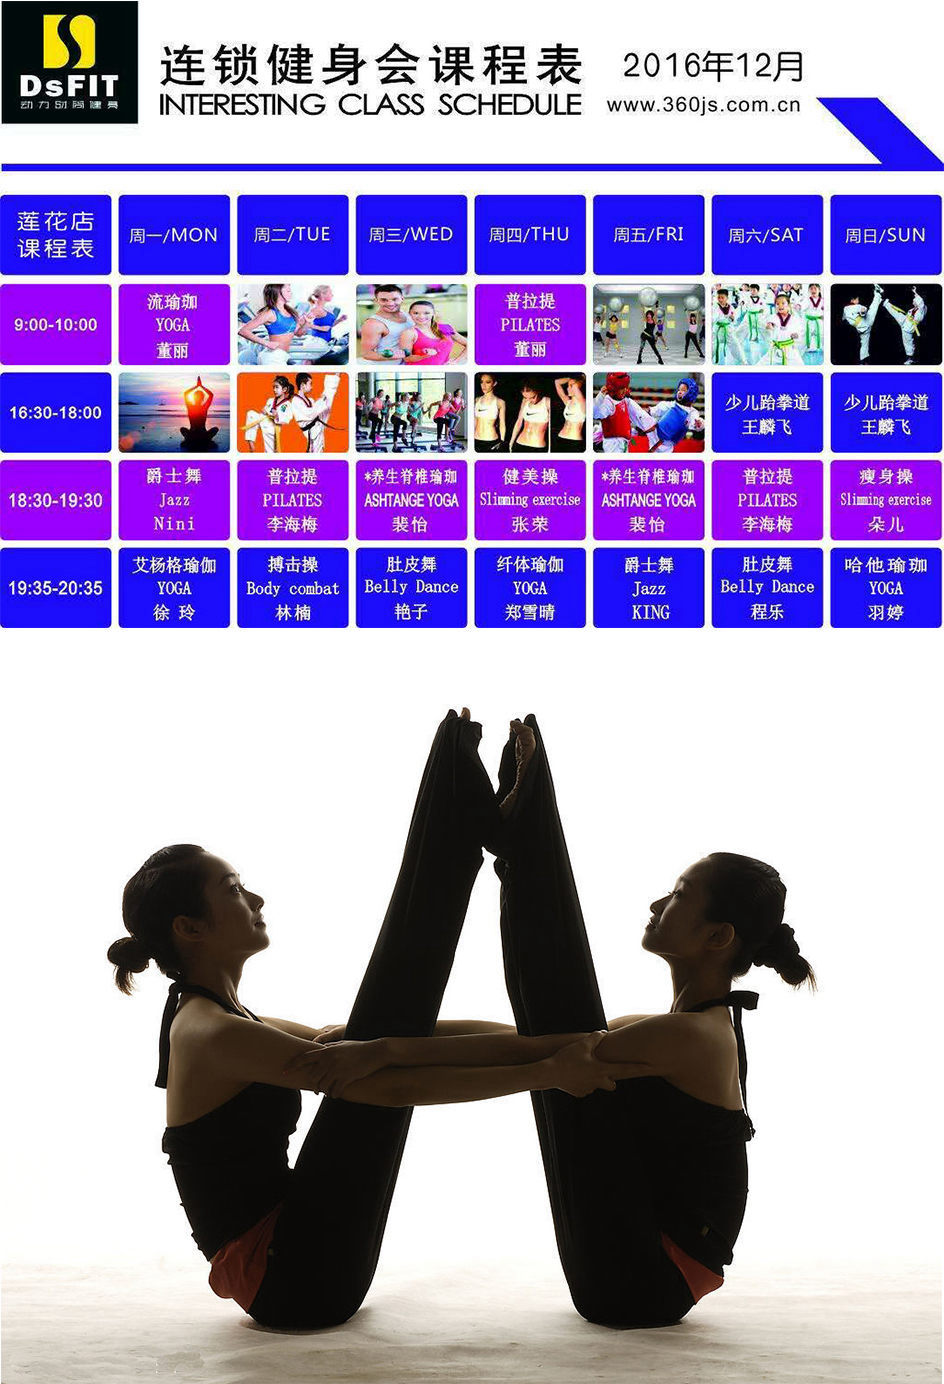 DsFIT
动力时尚健身
连锁健身会课程表
2016年12月
INTERESTING CLASS SCHEDULE
www.360js.com.cn
莲花店
课程表
周一/MON
周二/TUE
周三/WED
周四/THU
周五/FRI
周六/SAT
周日/SUN
9:00-10:00
流瑜珈
YOGA
董丽
普拉提
PILATES
董丽
16:30-18:00
少儿跆拳道
王麟飞
少儿跆拳道
王麟飞
18:30-19:30
爵士舞
Jazz
Nini
普拉提
PILATES
李海梅
*养生脊椎瑜珈
ASHTANGE YOGA
裴怡
健美操
Slimming exercise
张荣
*养生脊椎瑜珈
ASHTANGE YOGA
裴怡
普拉提
PILATES
李海梅
瘦身操
Slimming exercise
朵儿
19:35-20:35
艾杨格瑜伽
YOGA
徐 玲
搏击操
Body combat
林楠
肚皮舞
Belly Dance
艳子
纤体瑜伽
YOGA
郑雪晴
爵士舞
Jazz
KING
肚皮舞
Belly Dance
程乐
哈他瑜珈
YOGA
羽婷